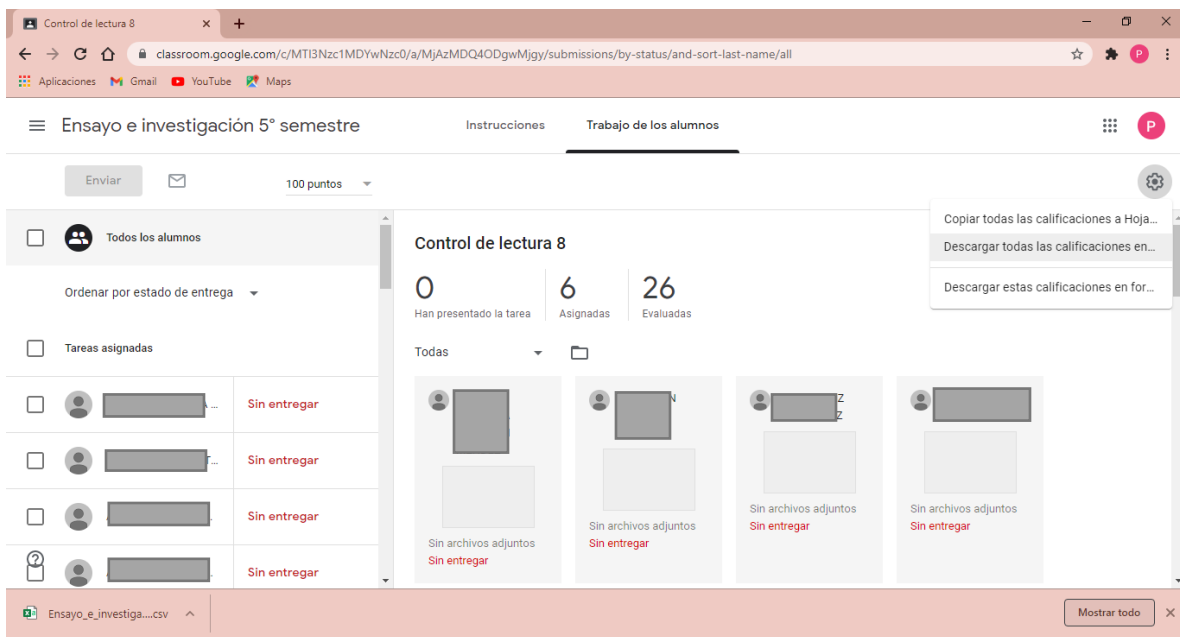 Control de lectura 8
classroom.google.com/c/MTI3Nzc1MDYwNzc0/a/MjAzMDQ4ODgwMjgy/submissions/by-status/and-sort-last-name/all
P
Aplicaciones Gmail YouTube Maps
Ensayo e investigación 5° semestre Instrucciones Trabajo de los alumnos P
Enviar 100 puntos
Copiar todas las calificaciones a Hoja...
Descargar todas las calificaciones en...
Descargar estas calificaciones en for...
Todos los alumnos
Ordenar por estado de entrega
Tareas asignadas
Sin entregar
T... Sin entregar
Sin entregar
Sin entregar
Control de lectura 8
0 6 26
Han presentado la tarea Asignadas Evaluadas
Todas
N Z
Z
Sin archivos adjuntos
Sin entregar
Sin archivos adjuntos
Sin entregar
Sin archivos adjuntos
Sin entregar
Sin archivos adjuntos
Sin entregar
Ensayo_e_investiga....csv Mostrar todo